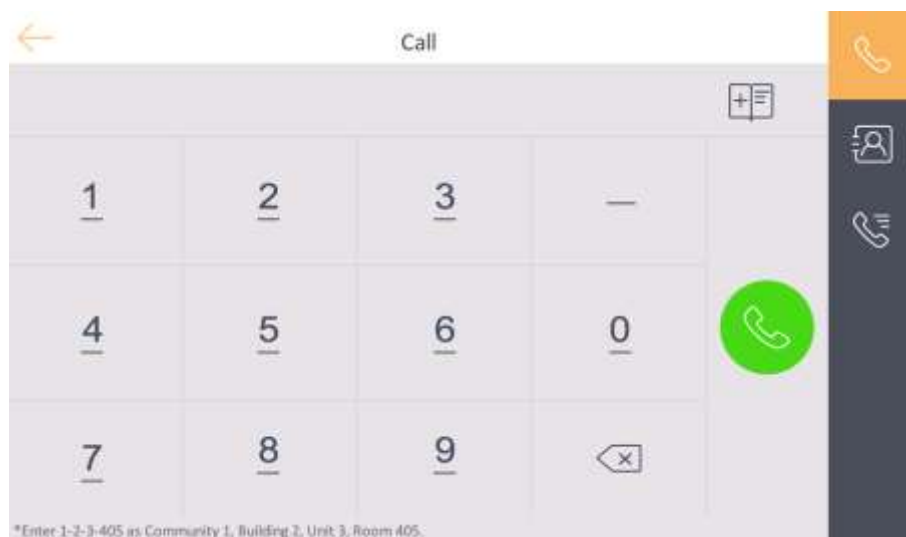 Call
1 2 3 —
4 5 6 0
7 8 9
*Enter 1-2-3-405 as Community 1, Building 2, Unit 3, Room 405.